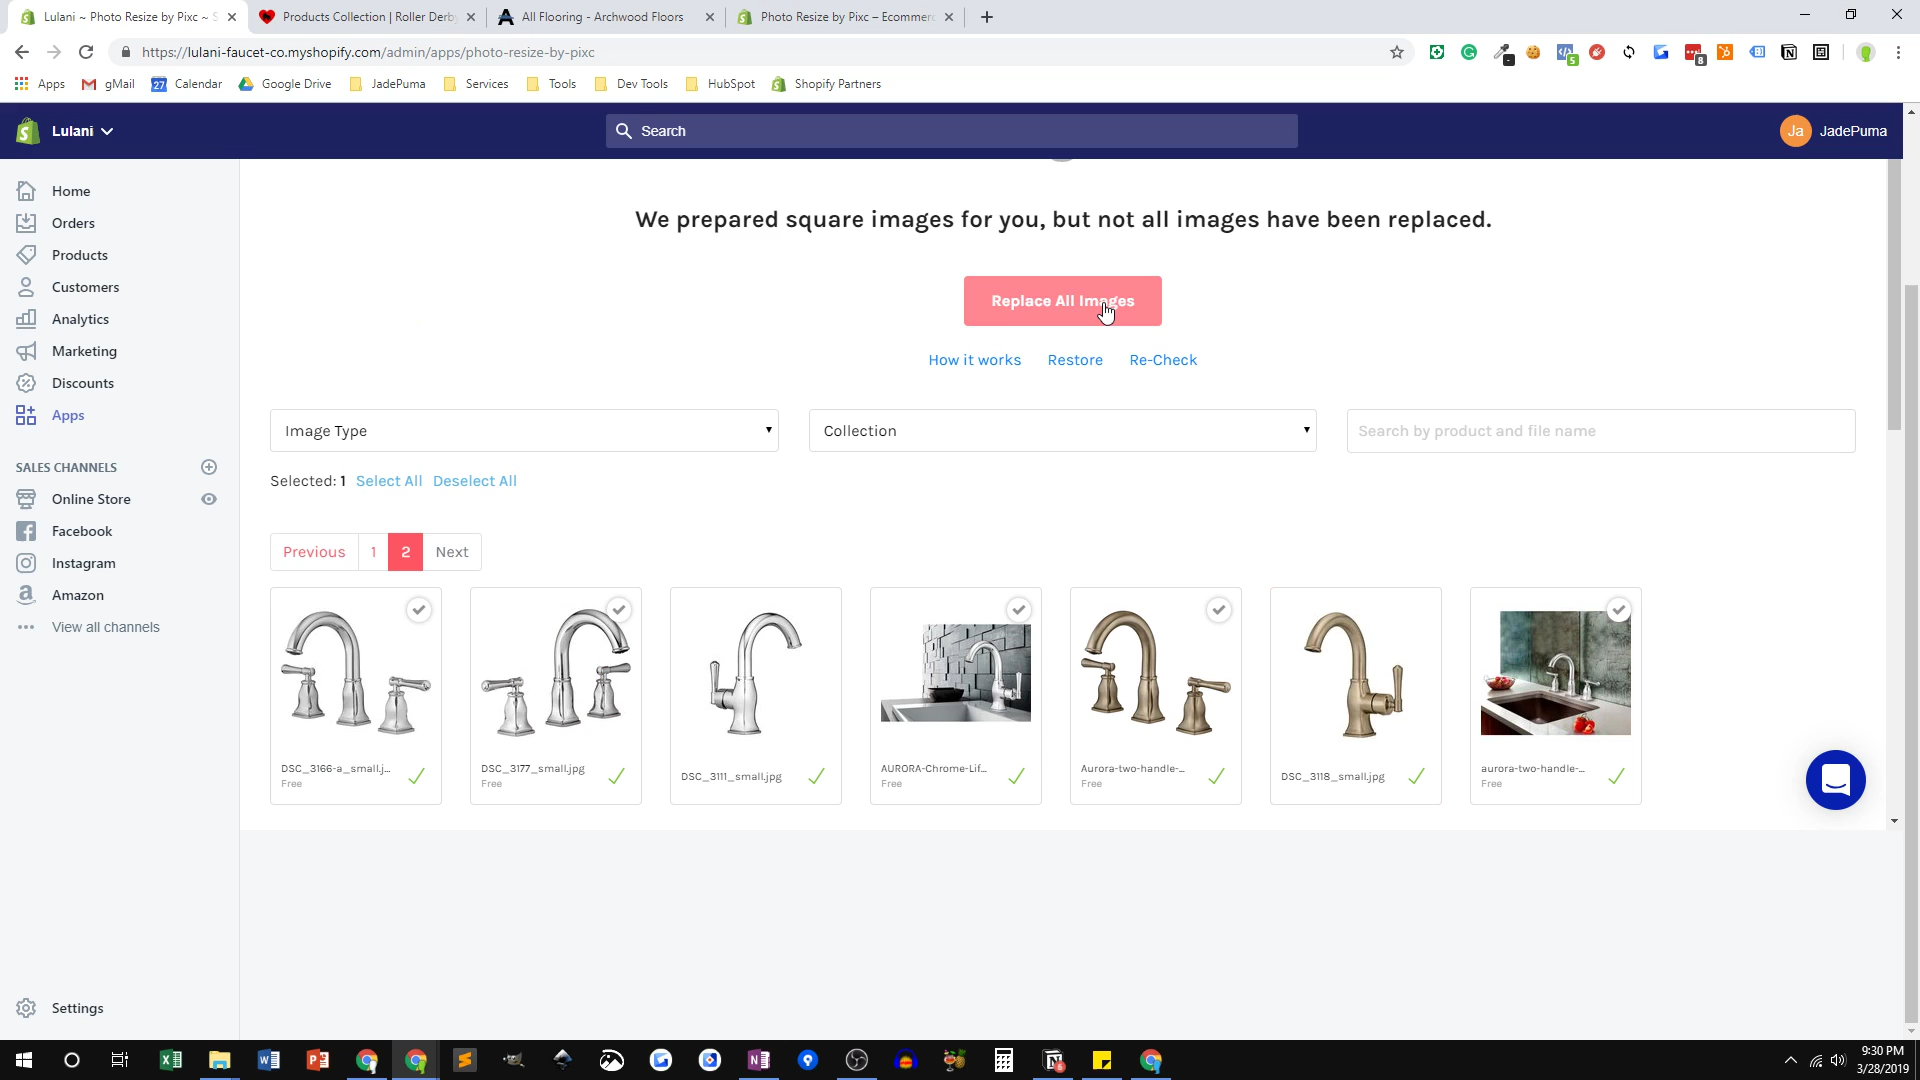 Lulani ~ Photo Resize by Pixc ~ S
Products Collection | Roller Derb
All Flooring - Archwood Floors
Photo Resize by Pixc – Ecommerc
https://lulani-faucet-co.myshopify.com/admin/apps/photo-resize-by-pixc
Apps
gMail
Calendar
Google Drive
JadePuma
Services
Tools
Dev Tools
HubSpot
Shopify Partners
Lulani
Search
Ja JadePuma
Home
Orders
Products
Customers
Analytics
Marketing
Discounts
Apps
SALES CHANNELS
Online Store
Facebook
Instagram
Amazon
View all channels
Settings
We prepared square images for you, but not all images have been replaced.
Replace All Images
How it works Restore Re-Check
Image Type
Collection
Search by product and file name
Selected: 1 Select All Deselect All
Previous 1 2 Next
DSC_3166-a_small.j...
Free
DSC_3177_small.jpg
Free
DSC_3111_small.jpg
AURORA-Chrome-Lif...
Free
Aurora-two-handle-...
Free
DSC_3118_small.jpg
aurora-two-handle-...
Free
9:30 PM
3/28/2019